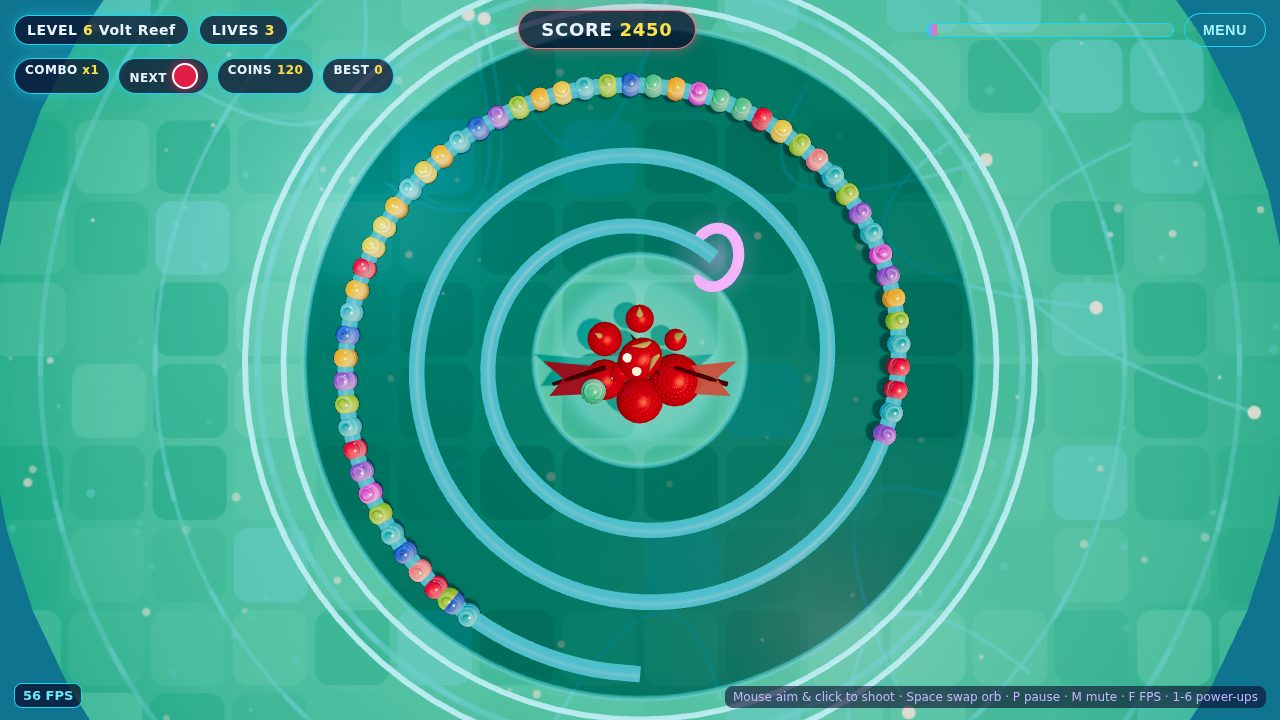 LEVEL 6 Volt Reef
LIVES 3
SCORE 2450
MENU
COMBO x1
NEXT
COINS 120
BEST 0
56 FPS
Mouse aim & click to shoot · Space swap orb · P pause · M mute · F FPS · 1-6 power-ups